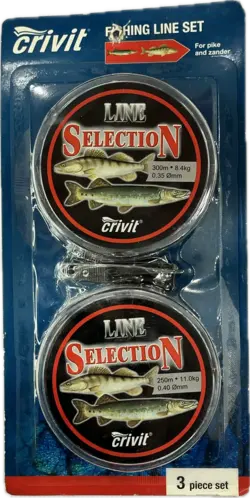 crivit
FISHING LINE SET
For pike
and zander.
LINE
SELECTION
300m • 8.4kg
0.35 Ømm
crivit
LINE
SELECTION
250m • 11.0kg
0.40 Ømm
crivit
3 piece set